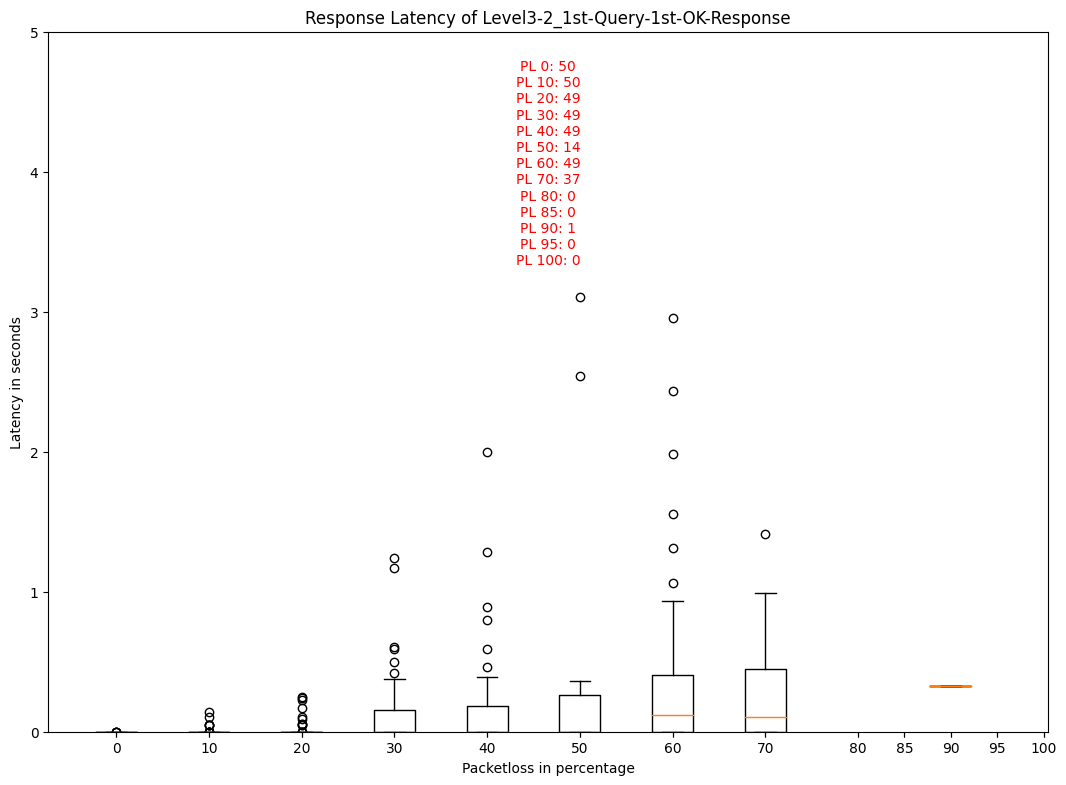 Response Latency of Level3-2_1st-Query-1st-OK-Response
5
PL 0: 50
PL 10: 50
PL 20: 49
PL 30: 49
PL 40: 49
PL 50: 14
PL 60: 49
PL 70: 37
PL 80: 0
PL 85: 0
PL 90: 1
PL 95: 0
PL 100: 0
4
3
2
1
0
Latency in seconds
0 10 20 30 40 50 60 70 80 85 90 95 100
Packetloss in percentage